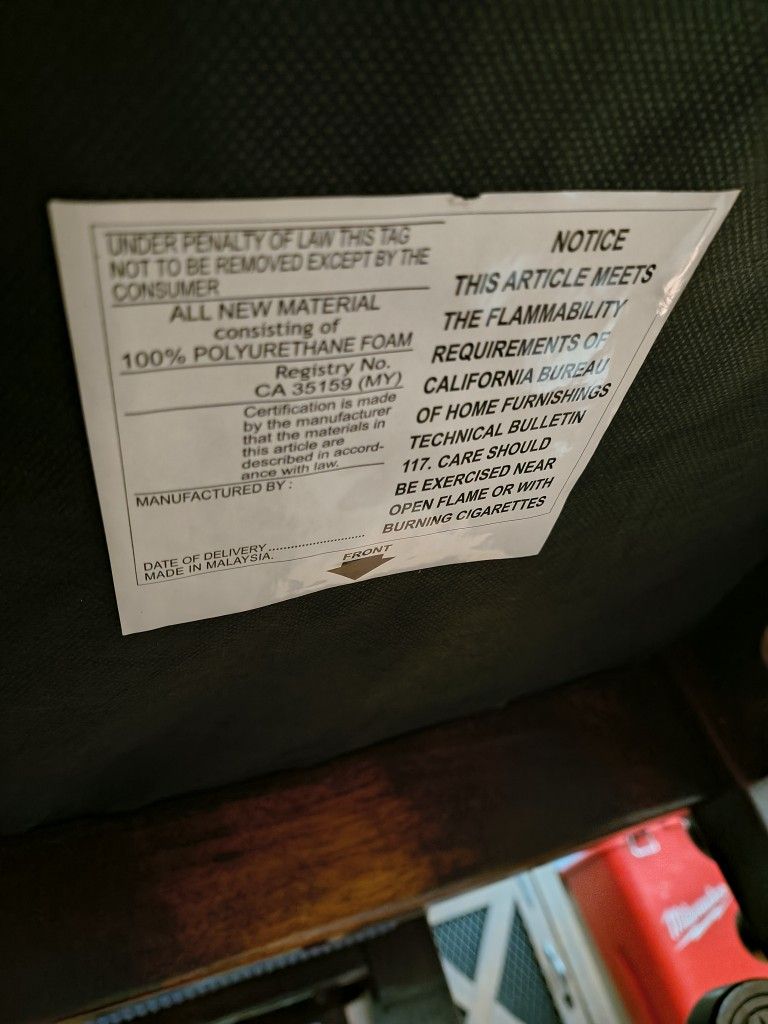 UNDER PENALTY OF LAW THIS TAG
NOT TO BE REMOVED EXCEPT BY THE
CONSUMER
ALL NEW MATERIAL
consisting of
100% POLYURETHANE FOAM
Registry No.
CA 35159 (MY)
Certification is made
by the manufacturer
that the materials in
this article are
described in accord-
ance with law.
MANUFACTURED BY :
DATE OF DELIVERY..............................
MADE IN MALAYSIA.
NOTICE
THIS ARTICLE MEETS
THE FLAMMABILITY
REQUIREMENTS OF
CALIFORNIA BUREAU
OF HOME FURNISHINGS
TECHNICAL BULLETIN
117. CARE SHOULD
BE EXERCISED NEAR
OPEN FLAME OR WITH
BURNING CIGARETTES
FRONT
Milwaukee